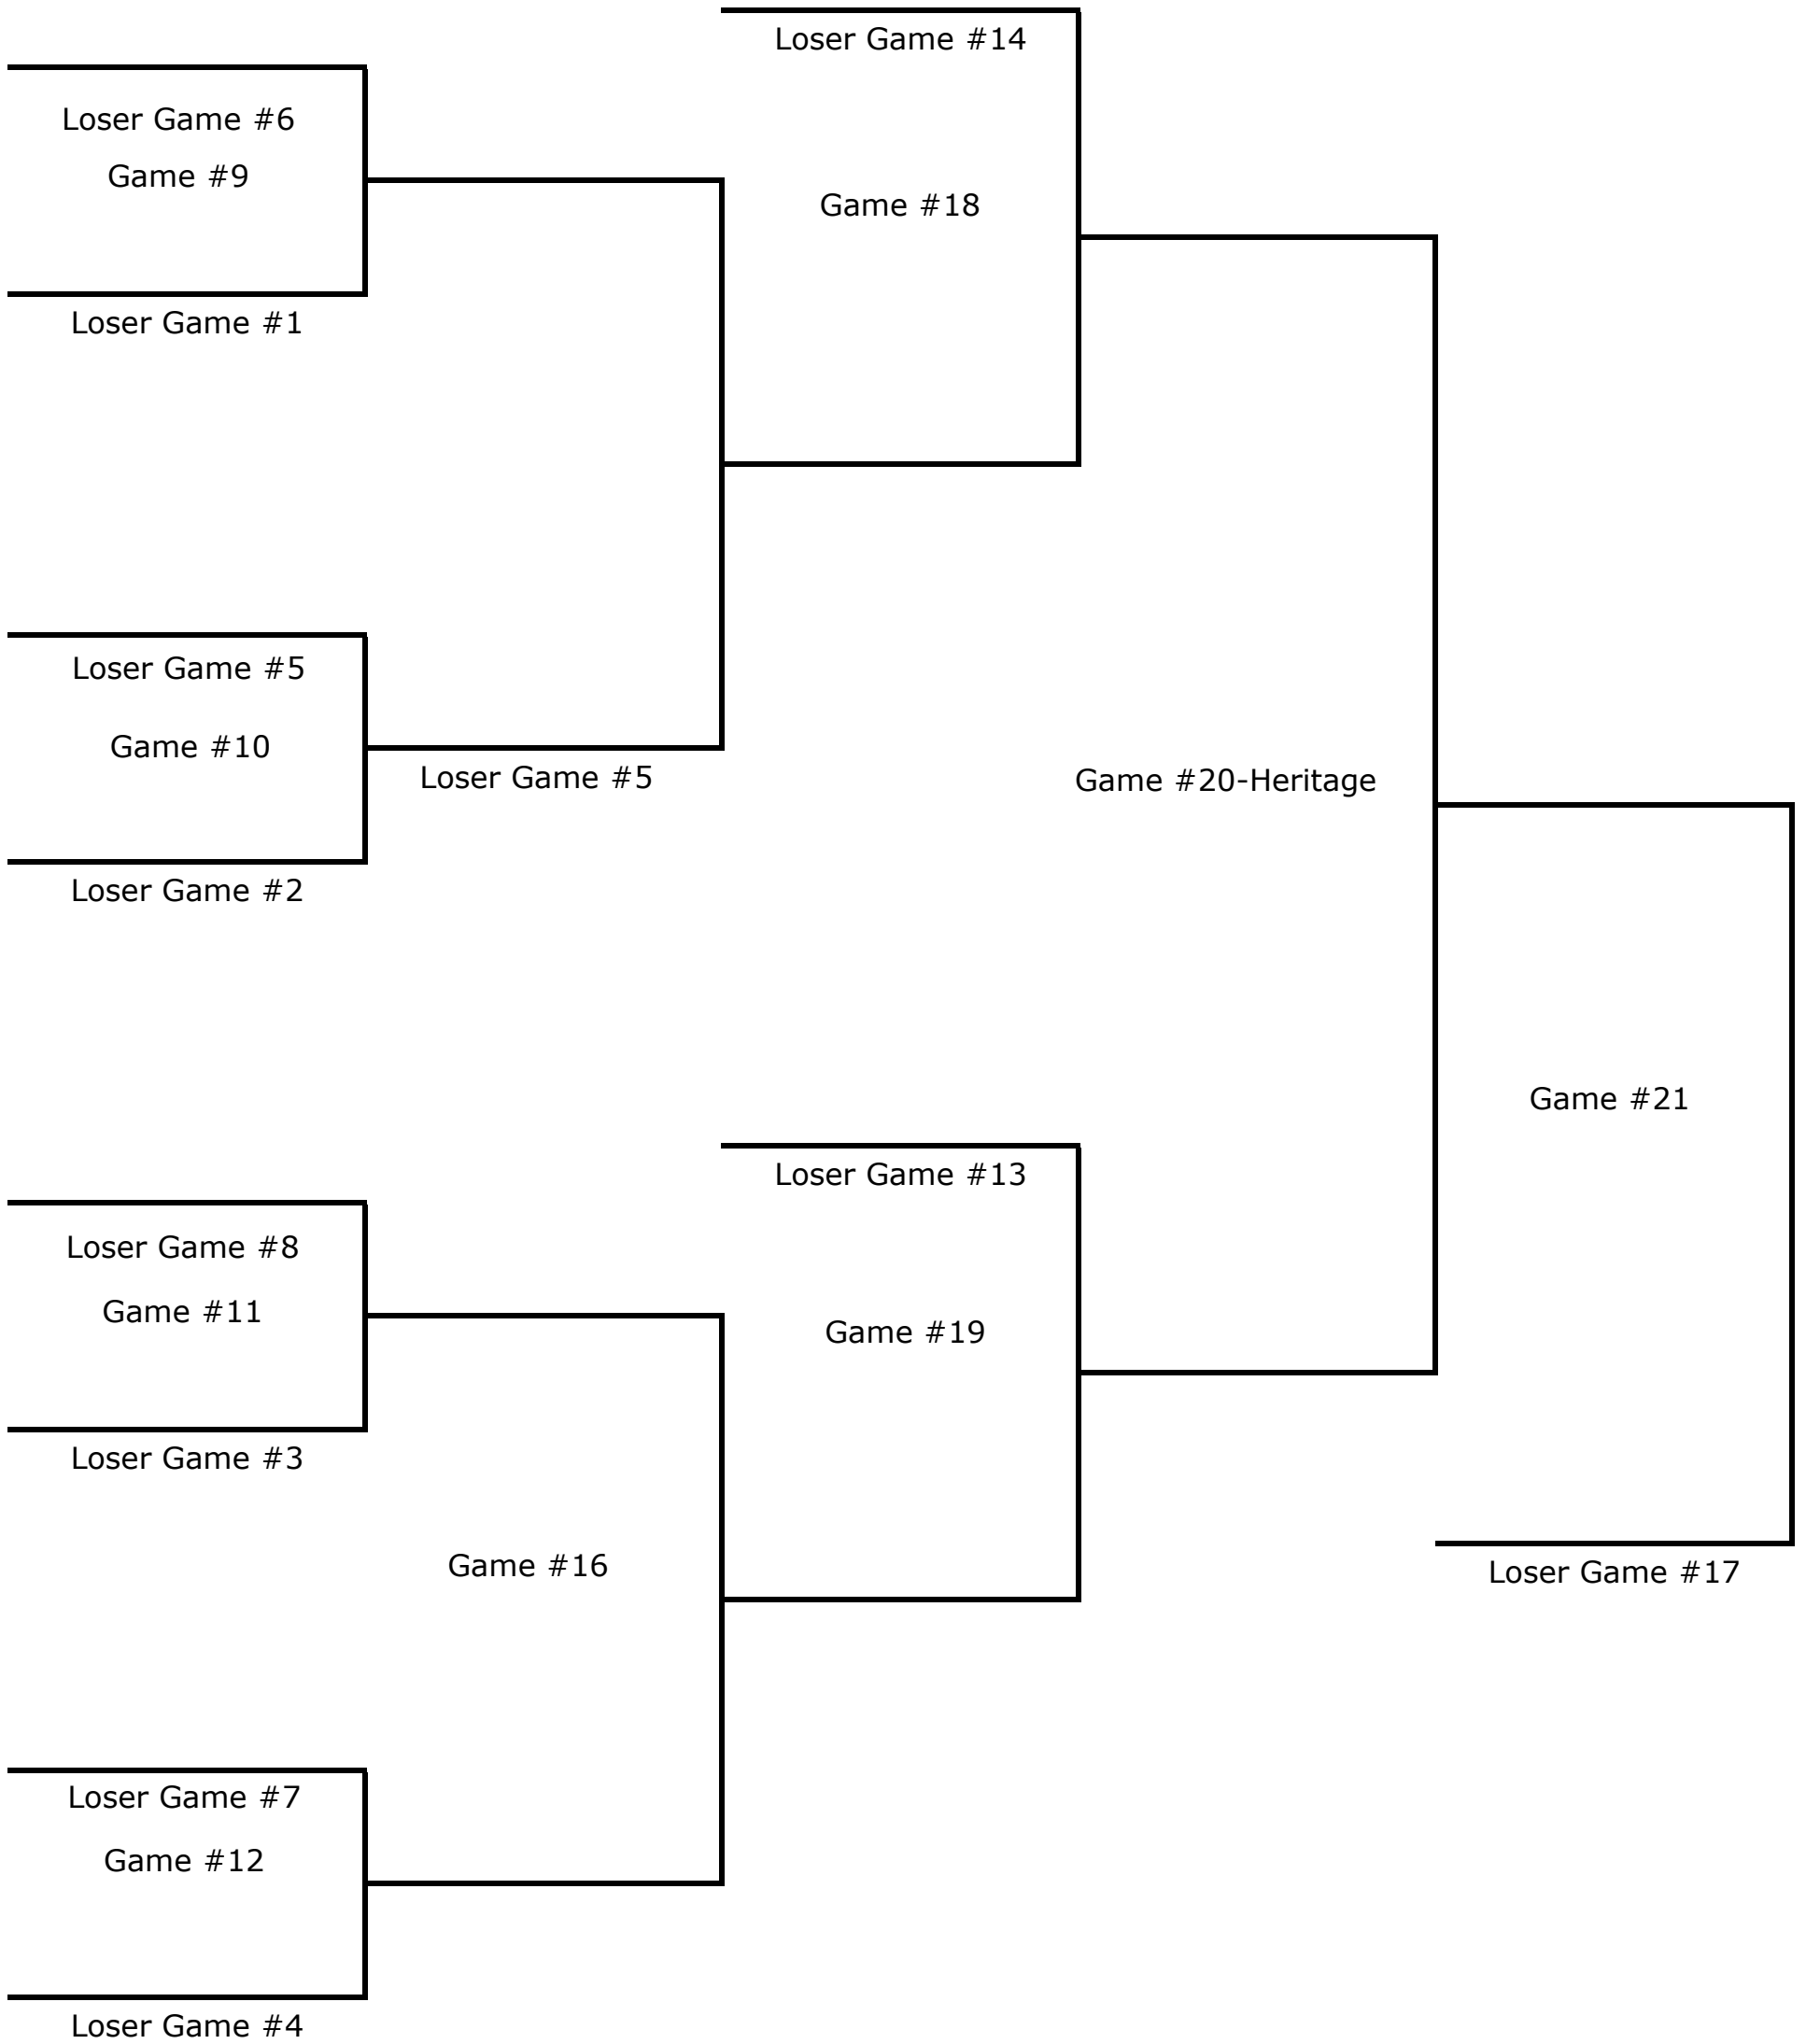 Loser Game #14
Loser Game #6
Game #9
Game #18
Loser Game #1
Loser Game #5
Game #10
Loser Game #5
Game #20-Heritage
Loser Game #2
Game #21
Loser Game #13
Loser Game #8
Game #11
Game #19
Loser Game #3
Game #16
Loser Game #17
Loser Game #7
Game #12
Loser Game #4